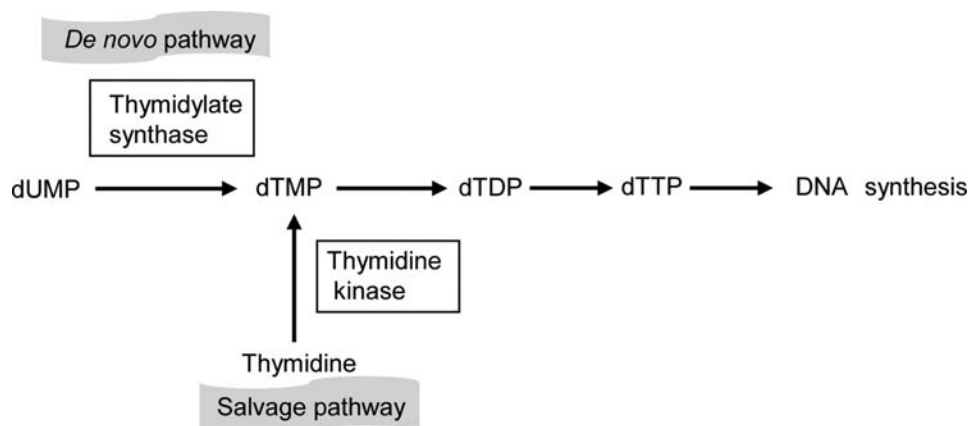 De novo pathway
Thymidylate
synthase
dUMP dTMP dTDP dTTP DNA synthesis
Thymidine
kinase
Thymidine
Salvage pathway